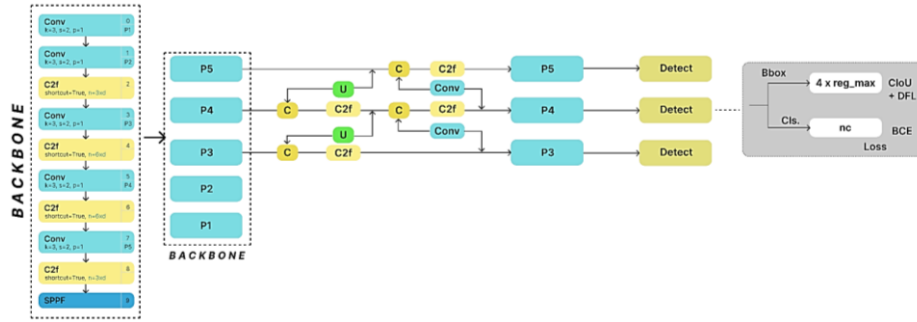 BACKBONE
Conv
0
k=3, s=2, p=1
P1
Conv
1
k=3, s=2, p=1
P2
C2f
2
shortcut=True, n=3xd
Conv
3
k=3, s=2, p=1
P3
C2f
4
shortcut=True, n=6xd
Conv
5
k=3, s=2, p=1
P4
C2f
6
shortcut=True, n=6xd
Conv
7
k=3, s=2, p=1
P5
C2f
8
shortcut=True, n=3xd
SPPF
9
P5
P4
P3
P2
P1
BACKBONE
C
C2f
P5
Detect
U
Conv
C
C2f
C
C2f
P4
Detect
U
Conv
C
C2f
P3
Detect
Bbox
4 x reg_max
CIoU
+ DFL
Cls.
nc
BCE
Loss